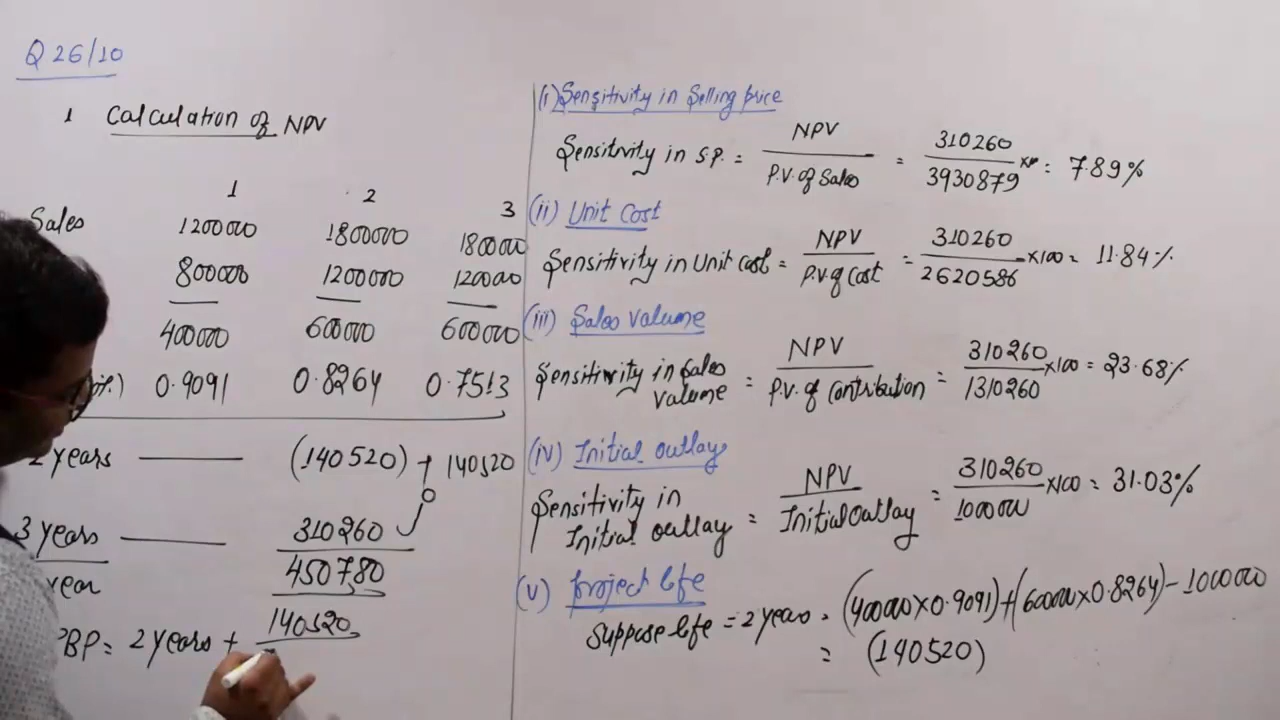 Q 26/10
1 Calculation of NPV
1 2 3
Sales 1200000 1800000 1800000
800000 1200000 120000
400000 600000 600000
%) 0.9091 0.8264 0.7513
2 years — (140520) + 140520
0
3 years — 310260
year 450780
PBP = 2 years + 140520
(i) Sensitivity in Selling price
Sensitivity in S.P. = NPV / P.V. of Sales = 310260 / 3930879 = 7.89%
(ii) Unit Cost
Sensitivity in Unit cost = NPV / P.V. of Cost = 310260 / 2620586 ×100 = 11.84%
(iii) Sales Volume
Sensitivity in Sales Volume = NPV / P.V. of Contribution = 310260 / 1310260 ×100 = 23.68%
(iv) Initial outlay
Sensitivity in Initial outlay = NPV / Initial Outlay = 310260 / 1000000 ×100 = 31.03%
(v) Project life
Suppose life = 2 years = (400000×0.9091)+(600000×0.8264)-1000000
= (140520)